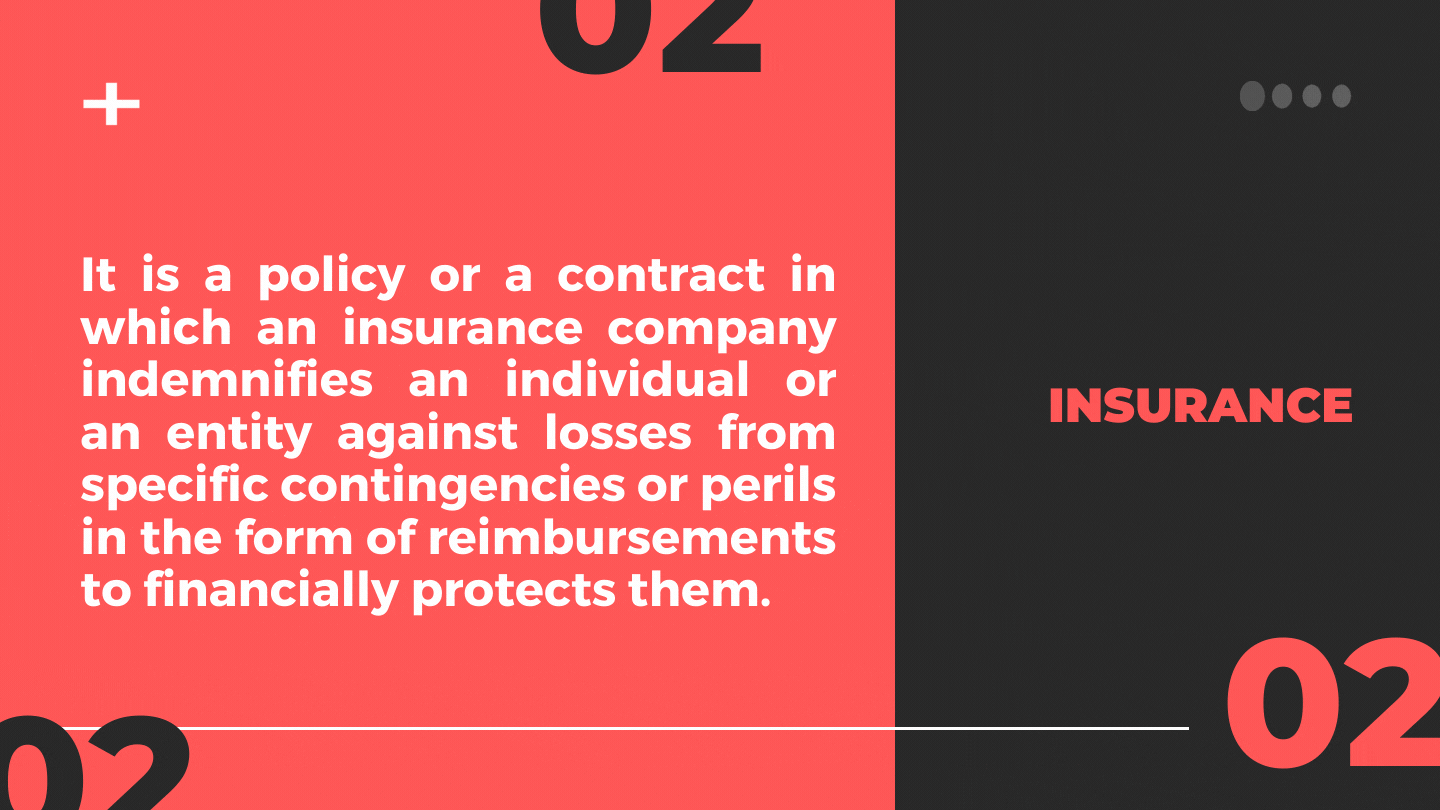 02
It is a policy or a contract in
which an insurance company
indemnifies an individual or
an entity against losses from
specific contingencies or perils
in the form of reimbursements
to financially protects them.
INSURANCE
02
02